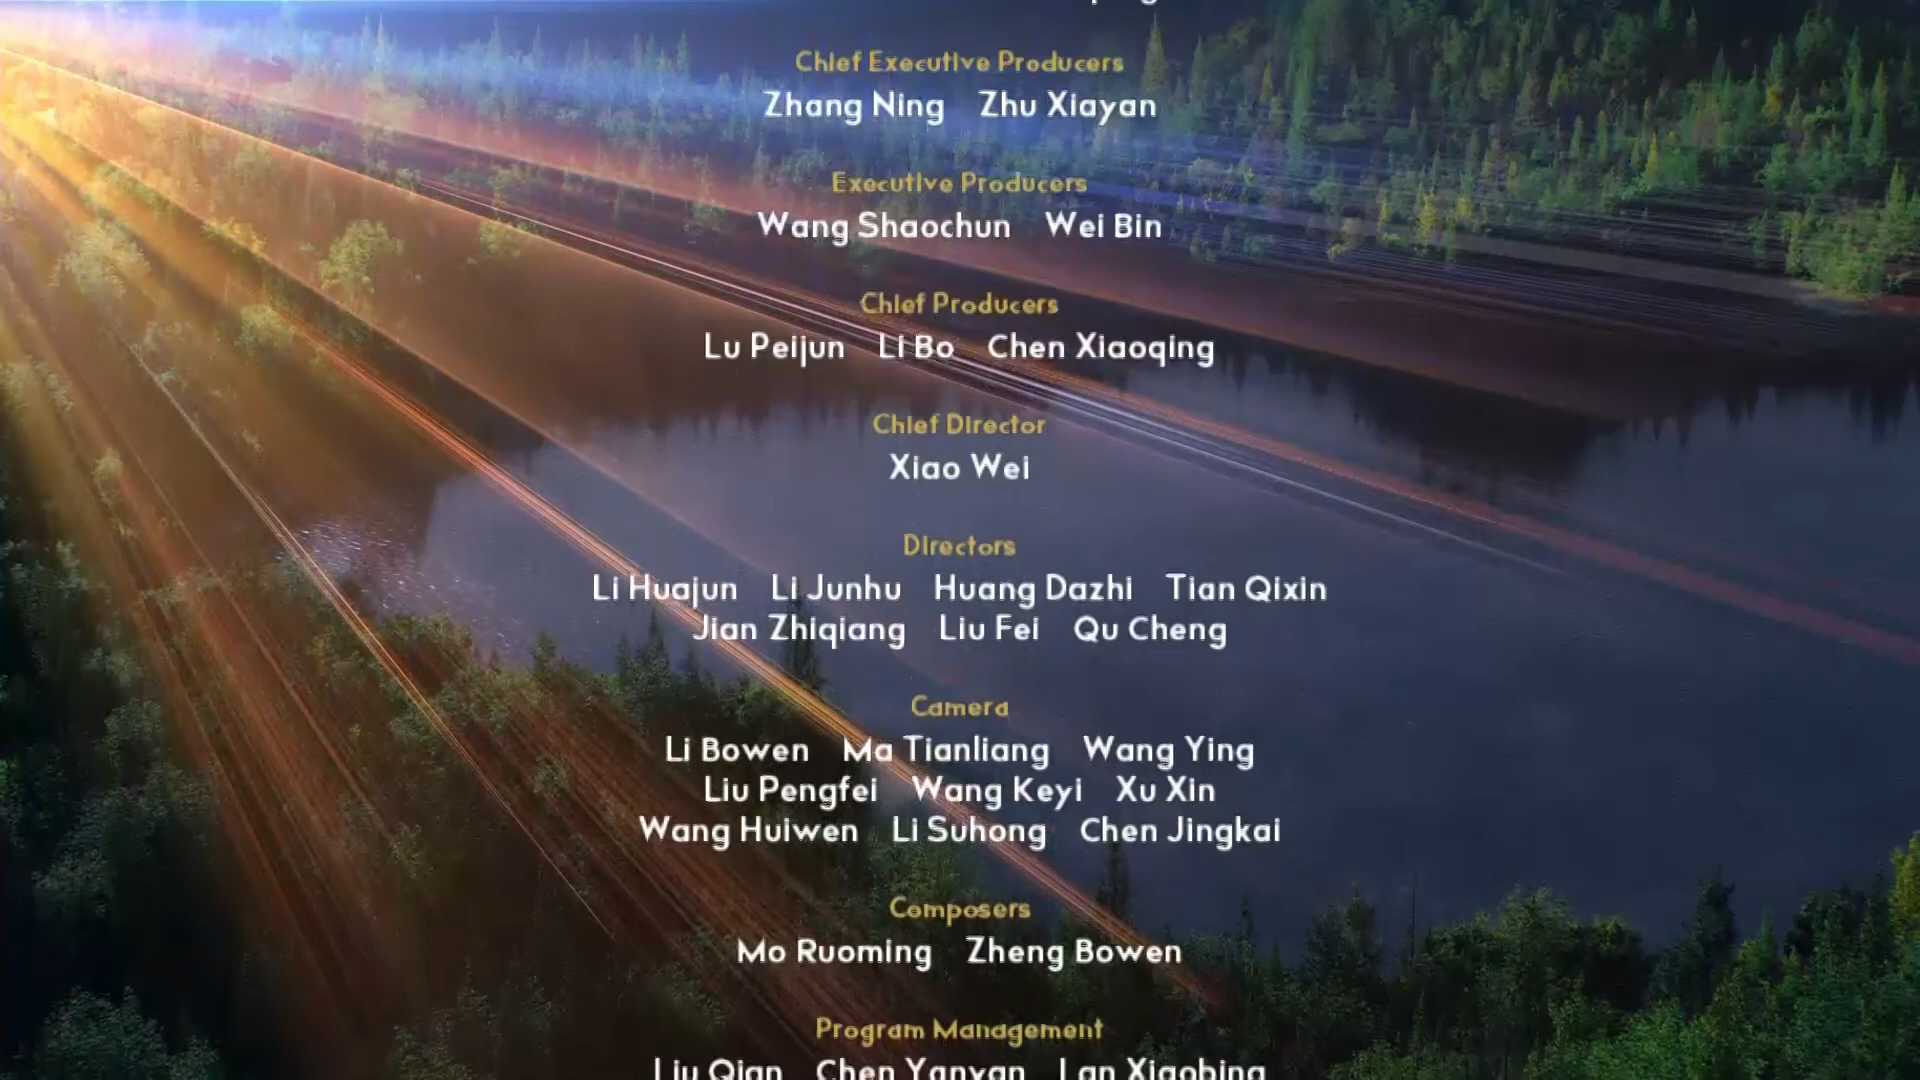 Chief Executive Producers
Zhang Ning Zhu Xiayan
Executive Producers
Wang Shaochun Wei Bin
Chief Producers
Lu Peijun Li Bo Chen Xiaoqing
Chief Director
Xiao Wei
Directors
Li Huajun Li Junhu Huang Dazhi Tian Qixin
Jian Zhiqiang Liu Fei Qu Cheng
Camera
Li Bowen Ma Tianliang Wang Ying
Liu Pengfei Wang Keyi Xu Xin
Wang Huiwen Li Suhong Chen Jingkai
Composers
Mo Ruoming Zheng Bowen
Program Management
Liu Qian Chen Yanyan Lan Xiaobing